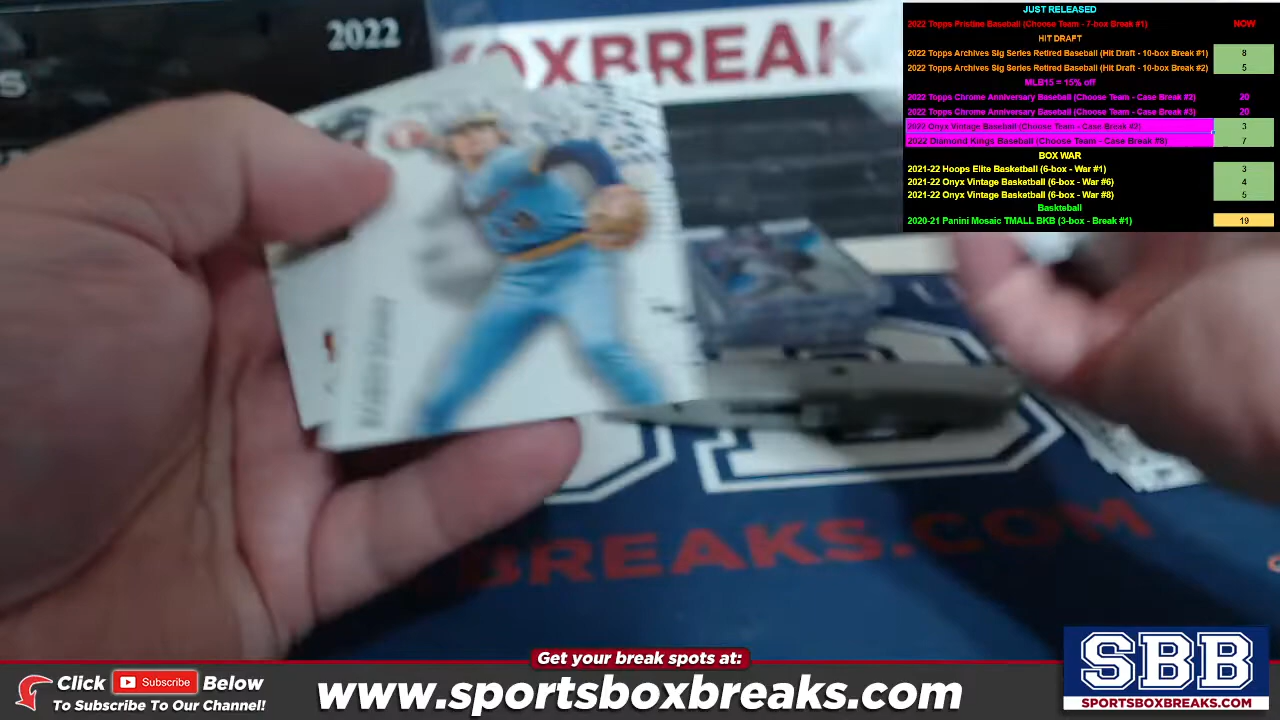 2022
BOXBREAKS
BREAKS.COM
JUST RELEASED
2022 Topps Pristine Baseball (Choose Team - 7-box Break #1) NOW
HIT DRAFT
2022 Topps Archives Sig Series Retired Baseball (Hit Draft - 10-box Break #1) 8
2022 Topps Archives Sig Series Retired Baseball (Hit Draft - 10-box Break #2) 5
MLB15 = 15% off
2022 Topps Chrome Anniversary Baseball (Choose Team - Case Break #2) 20
2022 Topps Chrome Anniversary Baseball (Choose Team - Case Break #3) 20
2022 Onyx Vintage Baseball (Choose Team - Case Break #2) 3
2022 Diamond Kings Baseball (Choose Team - Case Break #8) 7
BOX WAR
2021-22 Hoops Elite Basketball (6-box - War #1) 3
2021-22 Onyx Vintage Basketball (6-box - War #6) 4
2021-22 Onyx Vintage Basketball (6-box - War #8) 5
Baskteball
2020-21 Panini Mosaic TMALL BKB (3-box - Break #1) 19
Get your break spots at:
Click Subscribe Below
To Subscribe To Our Channel!
www.sportsboxbreaks.com
SBB
SPORTSBOXBREAKS.COM